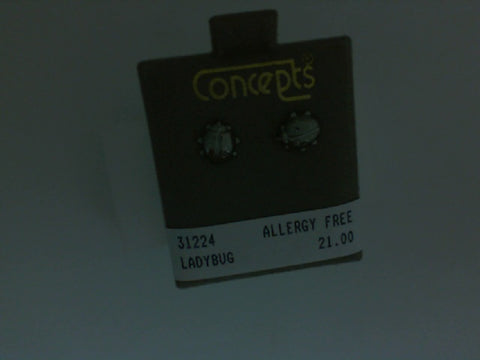 Concepts®
31224 ALLERGY FREE
LADYBUG 21.00